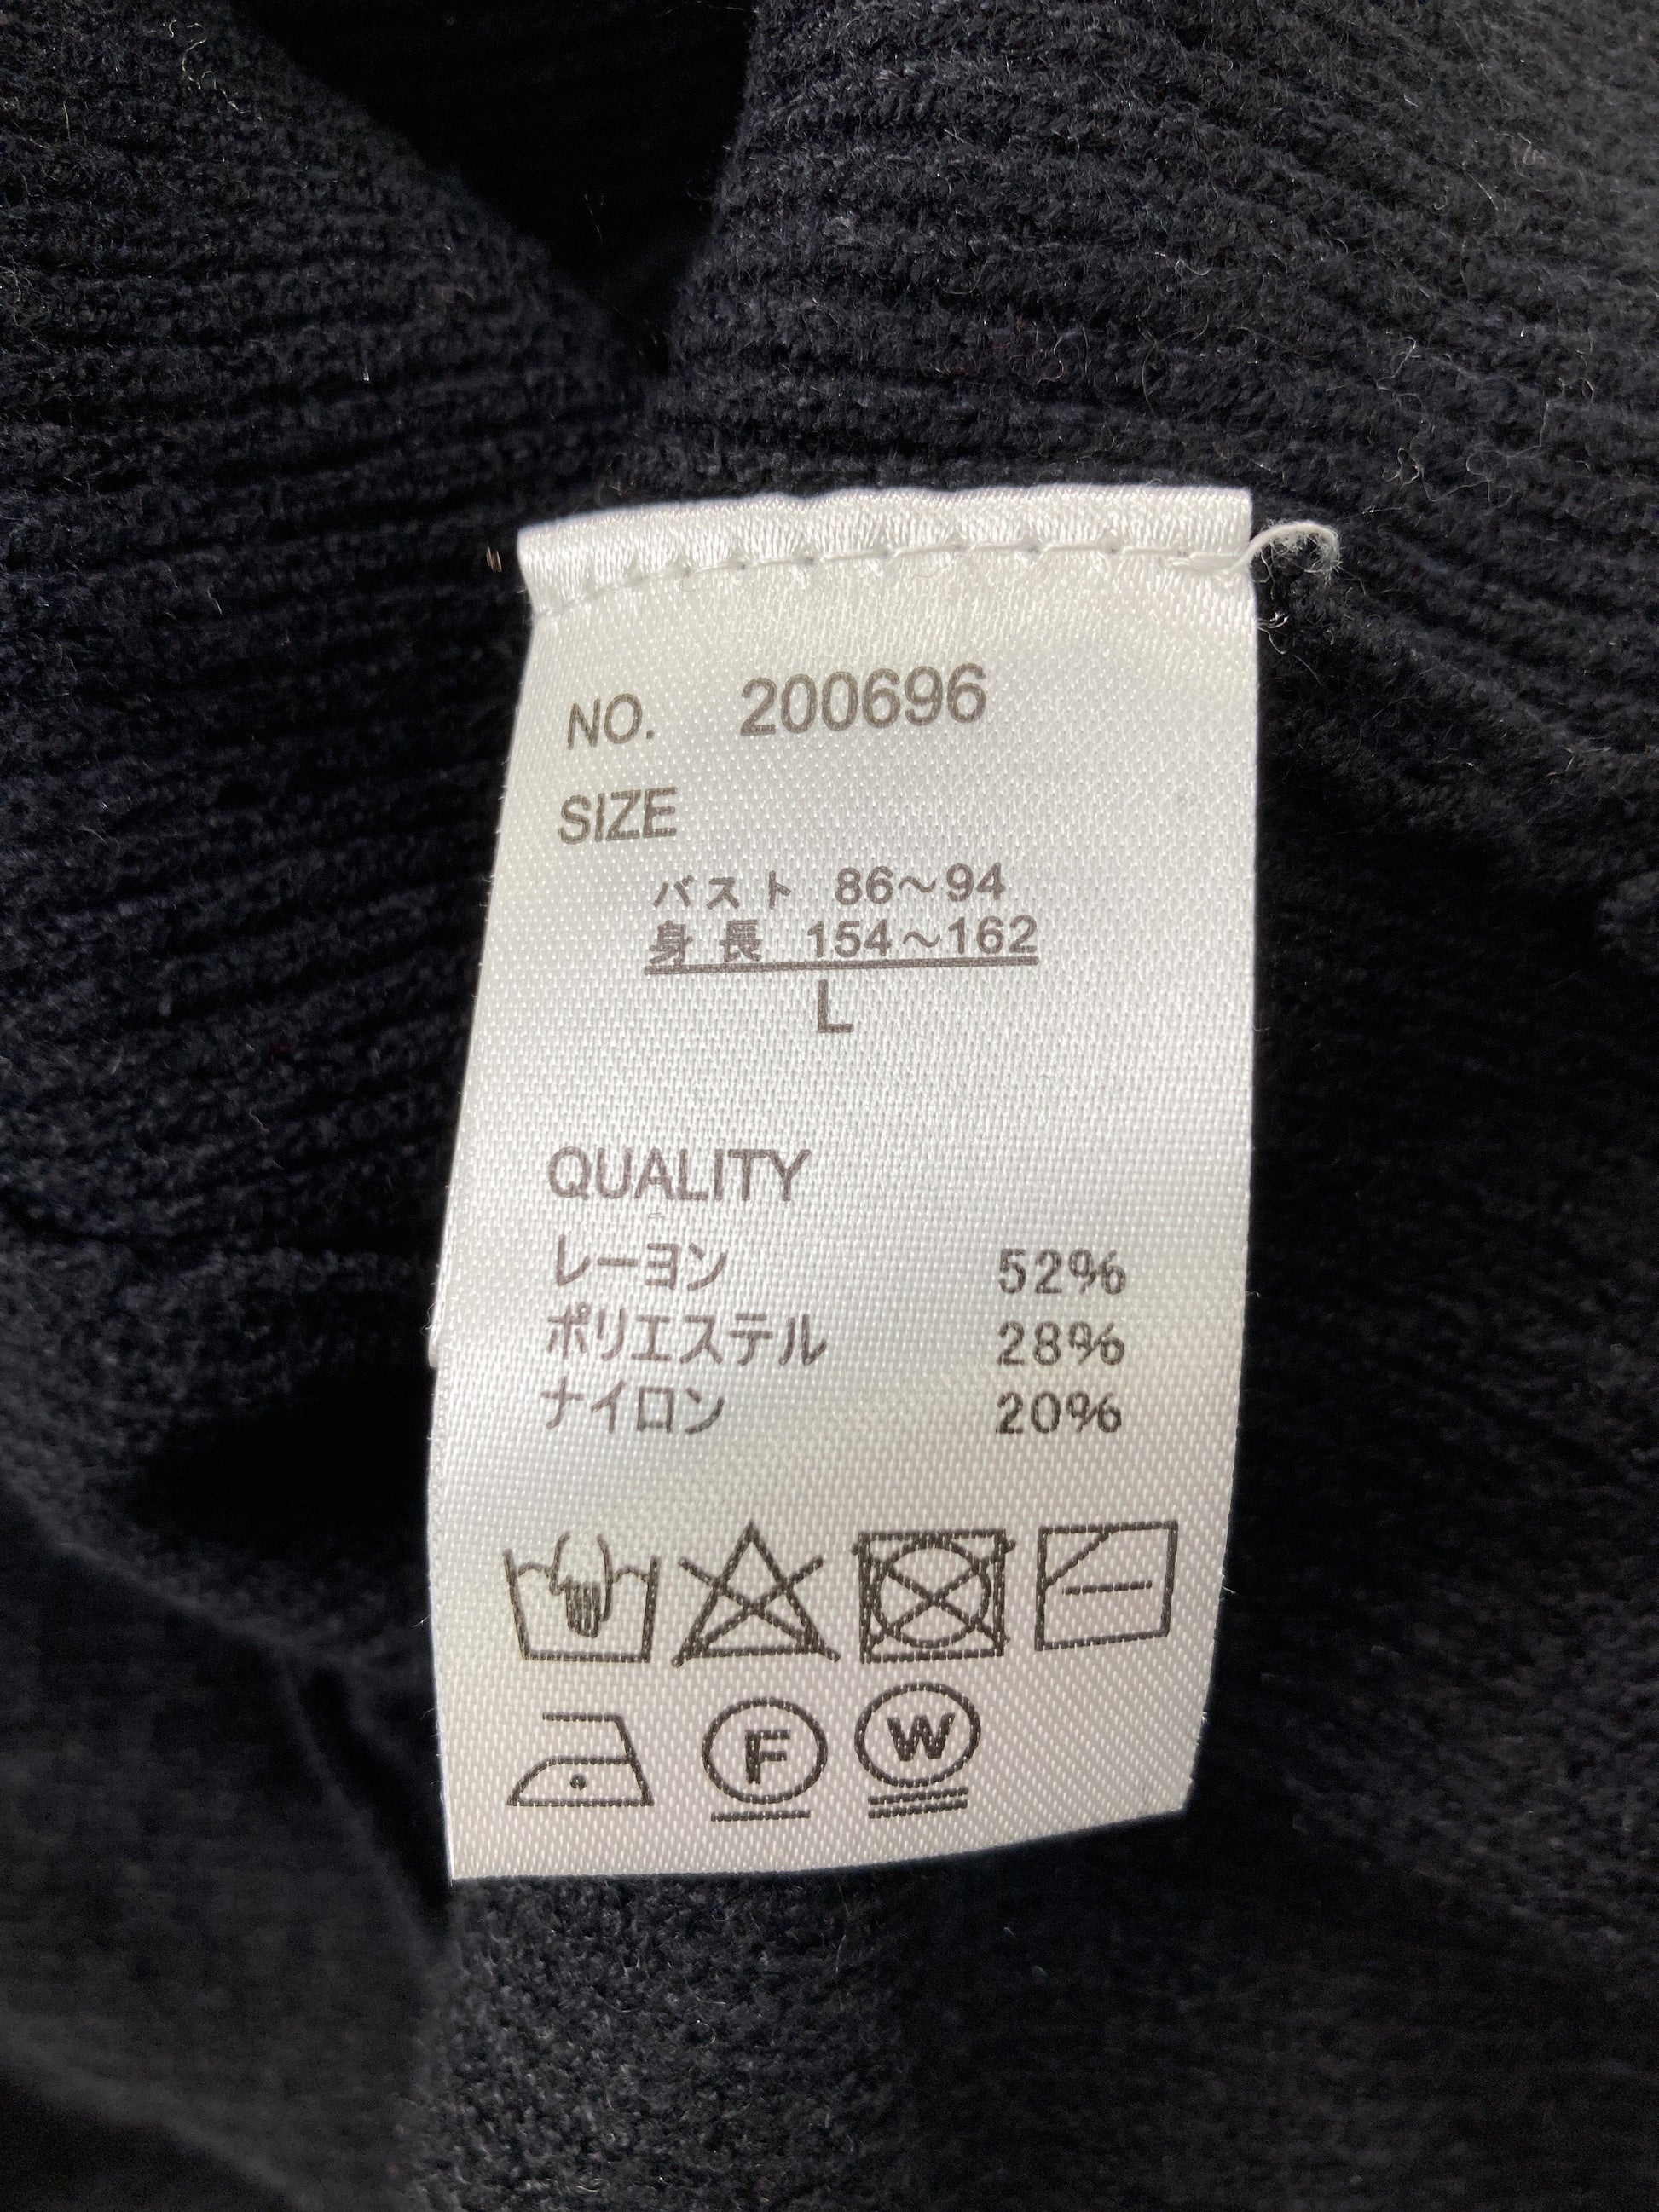 NO. 200696
SIZE
バスト 86～94
身長 154～162
L
QUALITY
レーヨン 52%
ポリエステル 28%
ナイロン 20%
F W